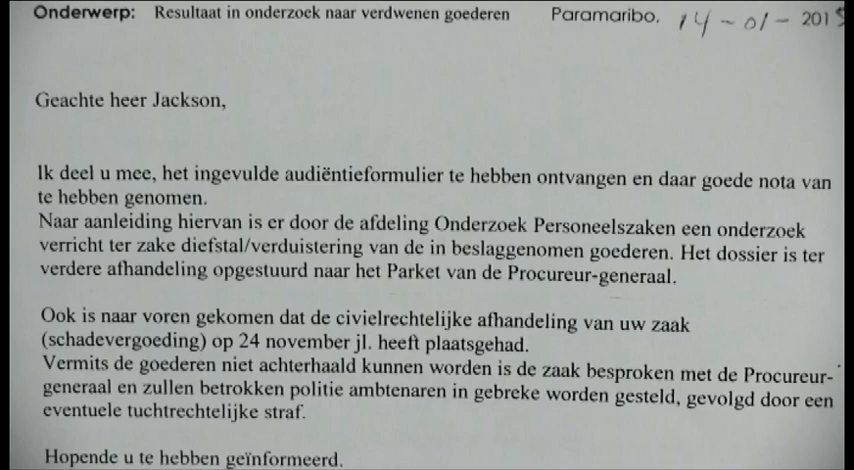 Onderwerp: Resultaat in onderzoek naar verdwenen goederen Paramaribo, 14-01-2015
Geachte heer Jackson,
Ik deel u mee, het ingevulde audiëntieformulier te hebben ontvangen en daar goede nota van
te hebben genomen.
Naar aanleiding hiervan is er door de afdeling Onderzoek Personeelszaken een onderzoek
verricht ter zake diefstal/verduistering van de in beslaggenomen goederen. Het dossier is ter
verdere afhandeling opgestuurd naar het Parket van de Procureur-generaal.
Ook is naar voren gekomen dat de civielrechtelijke afhandeling van uw zaak
(schadevergoeding) op 24 november jl. heeft plaatsgehad.
Vermits de goederen niet achterhaald kunnen worden is de zaak besproken met de Procureur-
generaal en zullen betrokken politie ambtenaren in gebreke worden gesteld, gevolgd door een
eventuele tuchtrechtelijke straf.
Hopende u te hebben geïnformeerd.